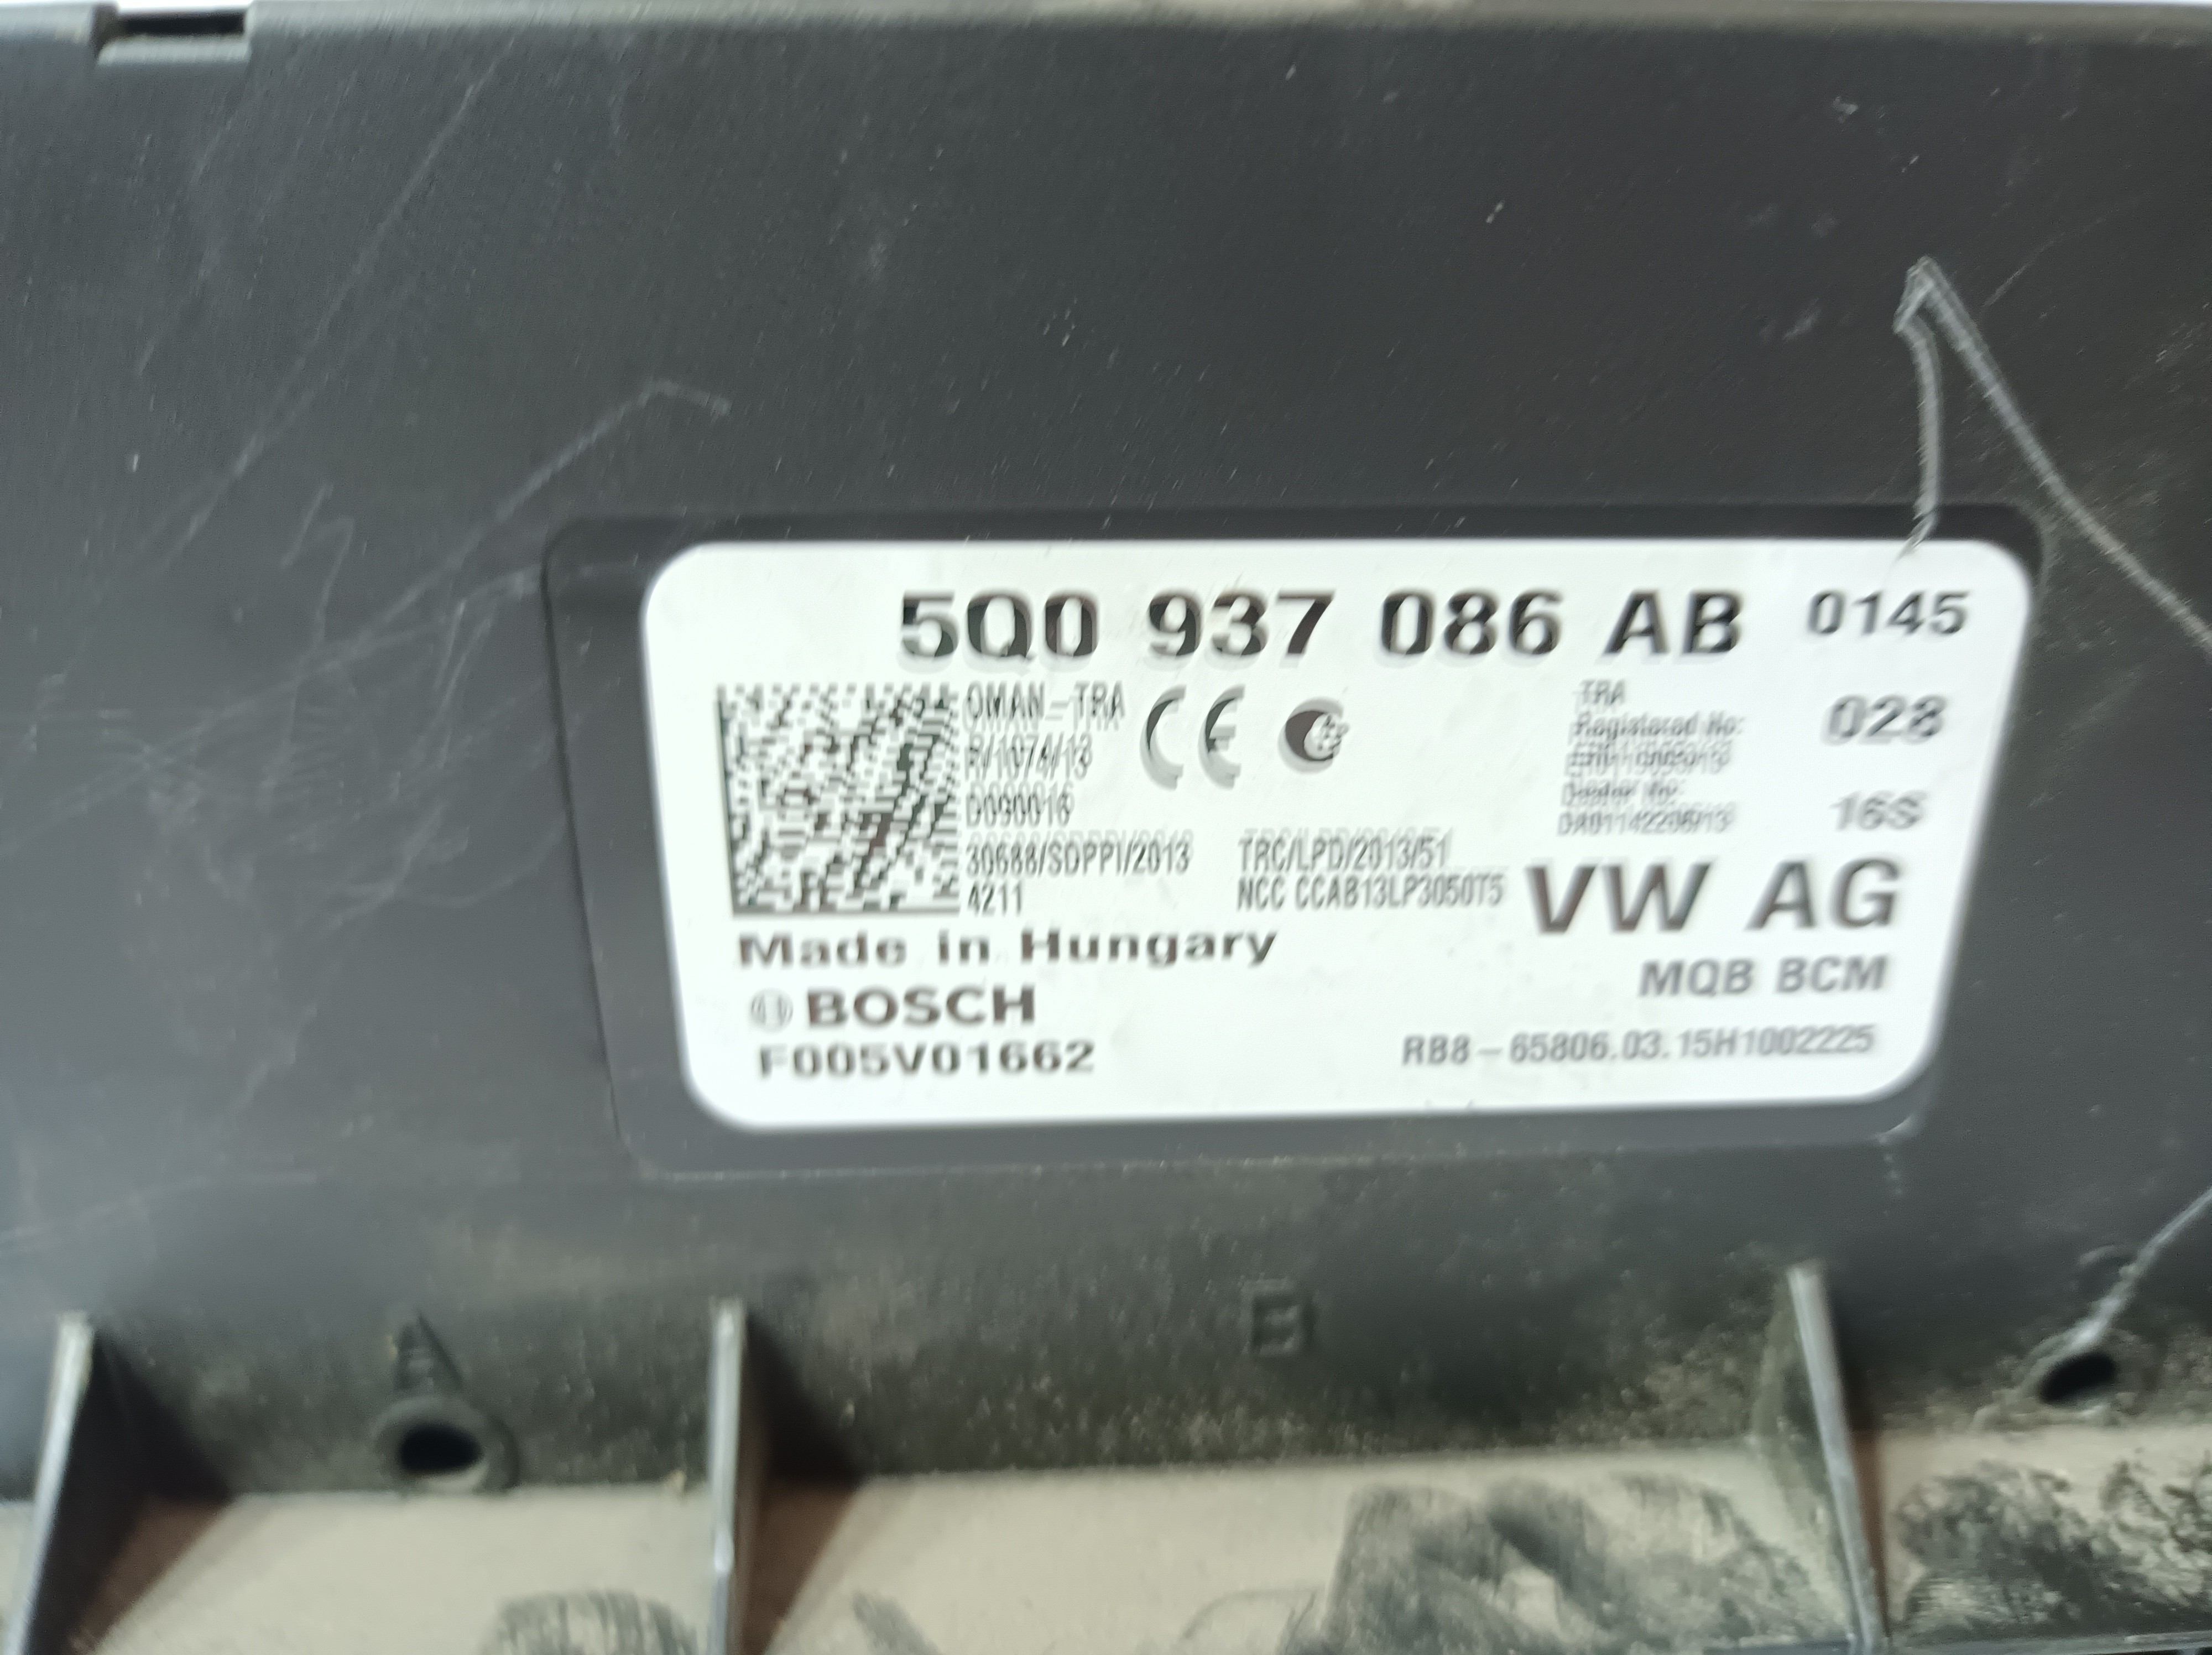 5Q0 937 086 AB 0145
OMAN-TRA
R/1074/13
D090016
30688/SDPPI/2013
4211
CE
TRC/LPD/2013/51
NCC CCAB13LP3050T5
TRA
Registered No:
Dealer No:
028
16S
VW AG
MQB BCM
Made in Hungary
BOSCH
F005V01662
RB8-65806.03.15H1002225
B